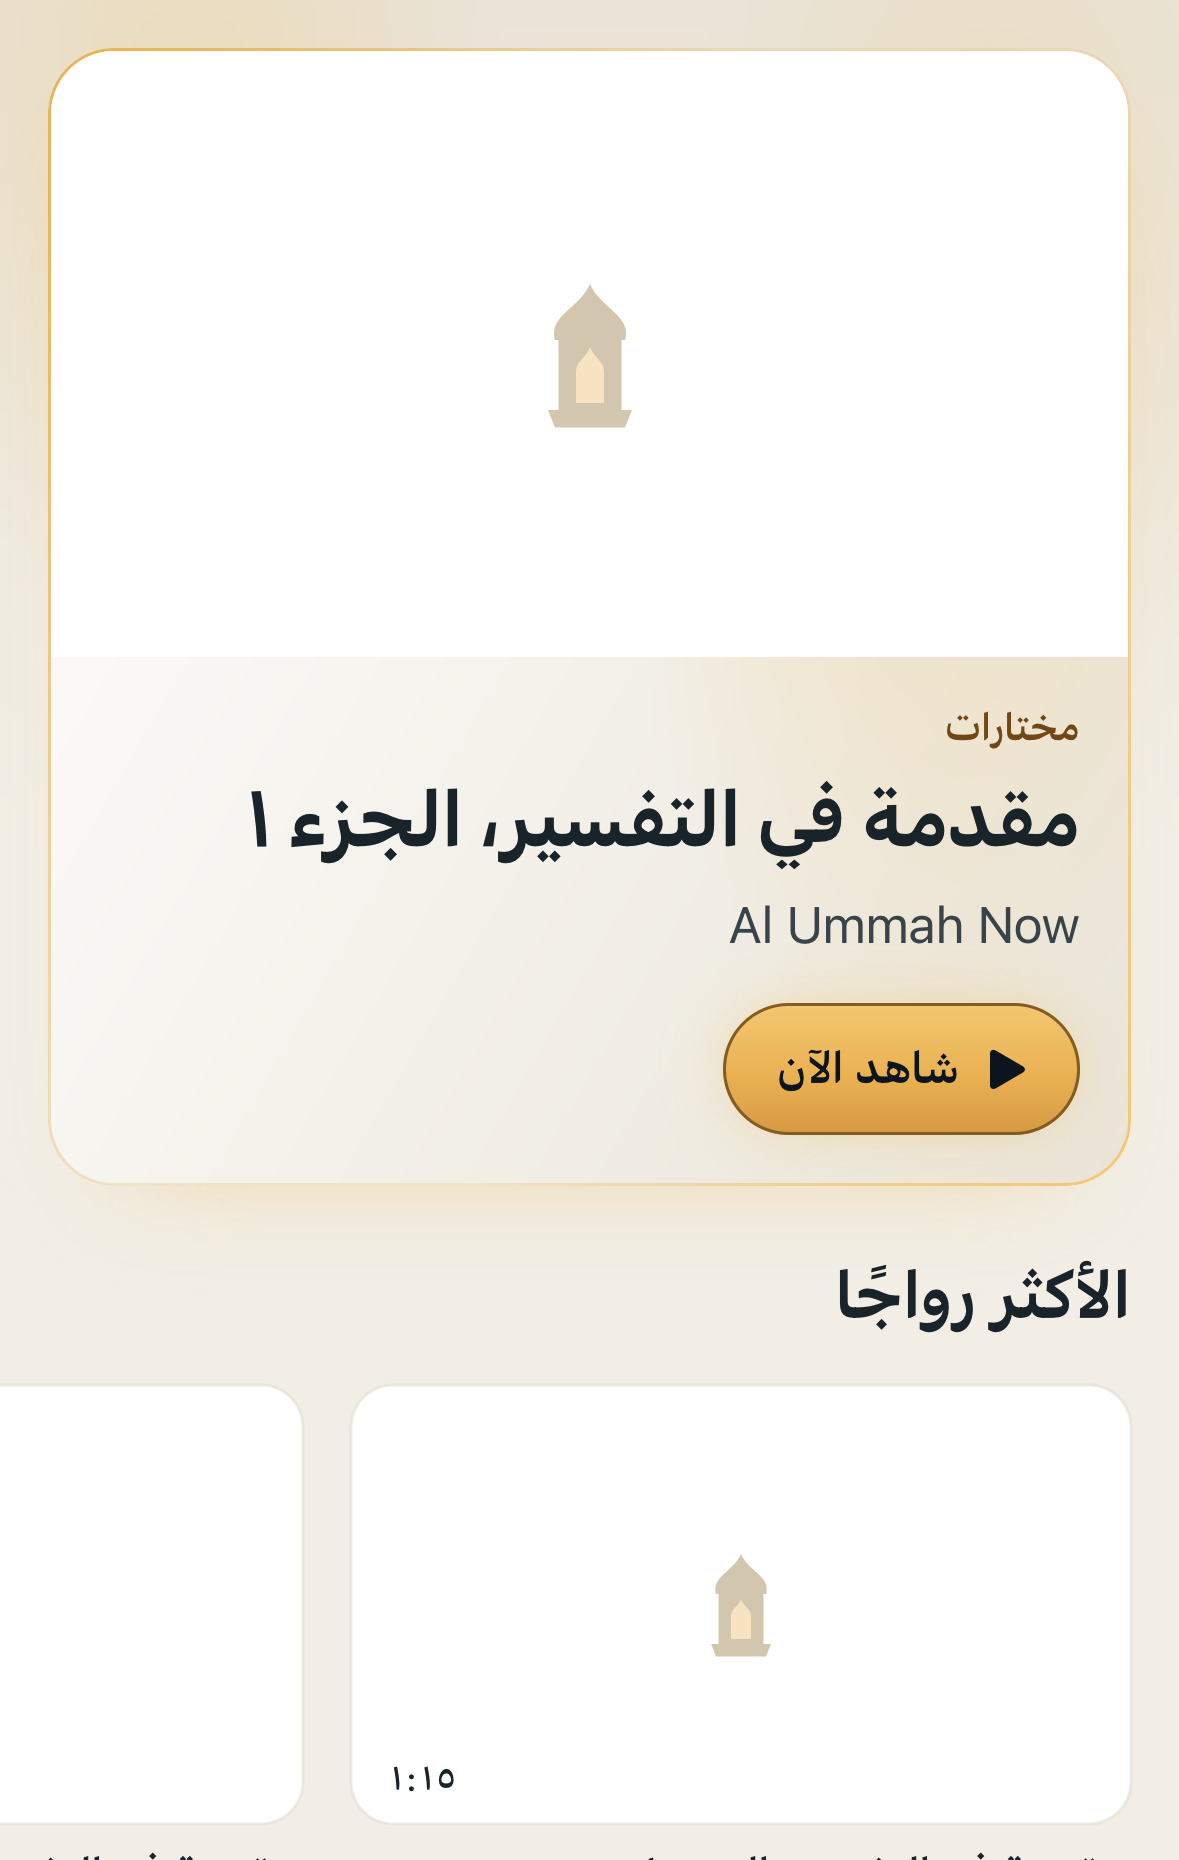 مختارات
مقدمة في التفسير، الجزء ١
Al Ummah Now
شاهد الآن
الأكثر رواجًا
١:١٥